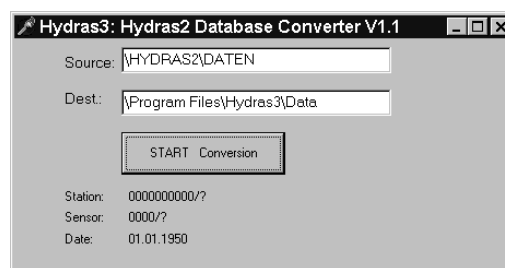 Hydras3: Hydras2 Database Converter V1.1
Source: \HYDRAS2\DATEN
Dest.: \Program Files\Hydras3\Data
START Conversion
Station: 0000000000/?
Sensor: 0000/?
Date: 01.01.1950